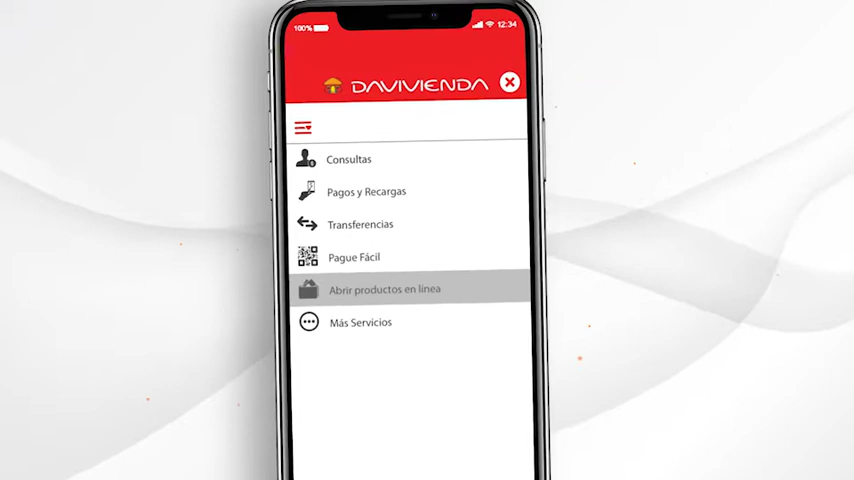 100% 12:34
DAVIVIENDA
Consultas
Pagos y Recargas
Transferencias
Pague Fácil
Abrir productos en línea
Más Servicios